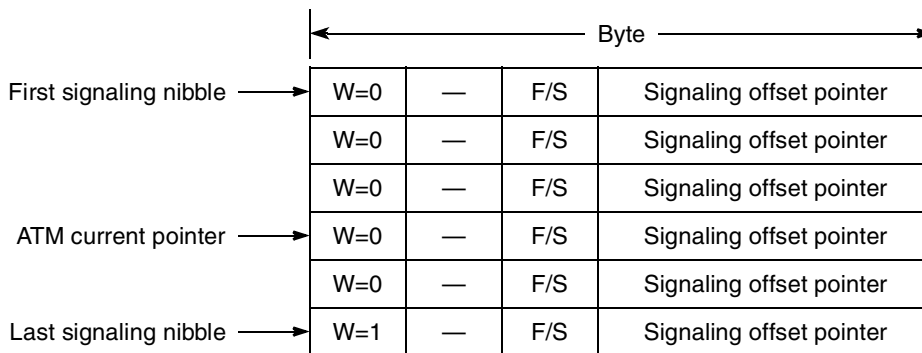 Byte
First signaling nibble W=0 — F/S Signaling offset pointer
W=0 — F/S Signaling offset pointer
W=0 — F/S Signaling offset pointer
ATM current pointer W=0 — F/S Signaling offset pointer
W=0 — F/S Signaling offset pointer
Last signaling nibble W=1 — F/S Signaling offset pointer